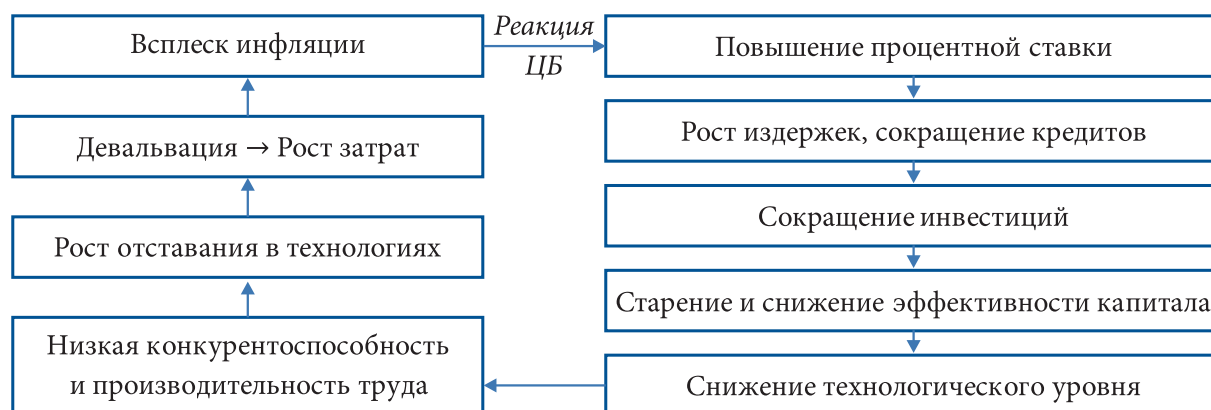 Всплеск инфляции
Реакция
ЦБ
Повышение процентной ставки
Девальвация → Рост затрат
Рост издержек, сокращение кредитов
Рост отставания в технологиях
Сокращение инвестиций
Старение и снижение эффективности капитала
Низкая конкурентоспособность
и производительность труда
Снижение технологического уровня